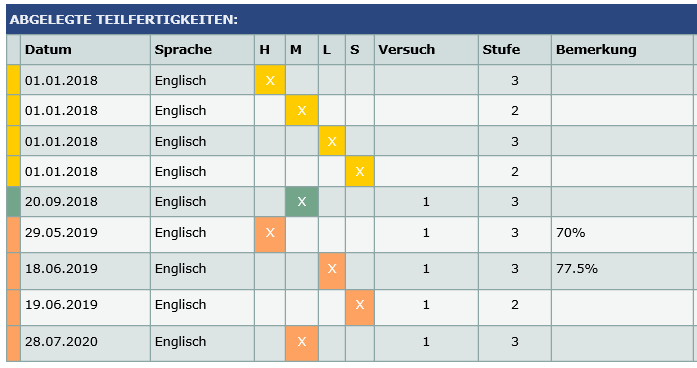 ABGELEGTE TEILFERTIGKEITEN:
Datum Sprache H M L S Versuch Stufe Bemerkung
01.01.2018 Englisch X 3
01.01.2018 Englisch X 2
01.01.2018 Englisch X 3
01.01.2018 Englisch X 2
20.09.2018 Englisch X 1 3
29.05.2019 Englisch X 1 3 70%
18.06.2019 Englisch X 1 3 77.5%
19.06.2019 Englisch X 1 2
28.07.2020 Englisch X 1 3